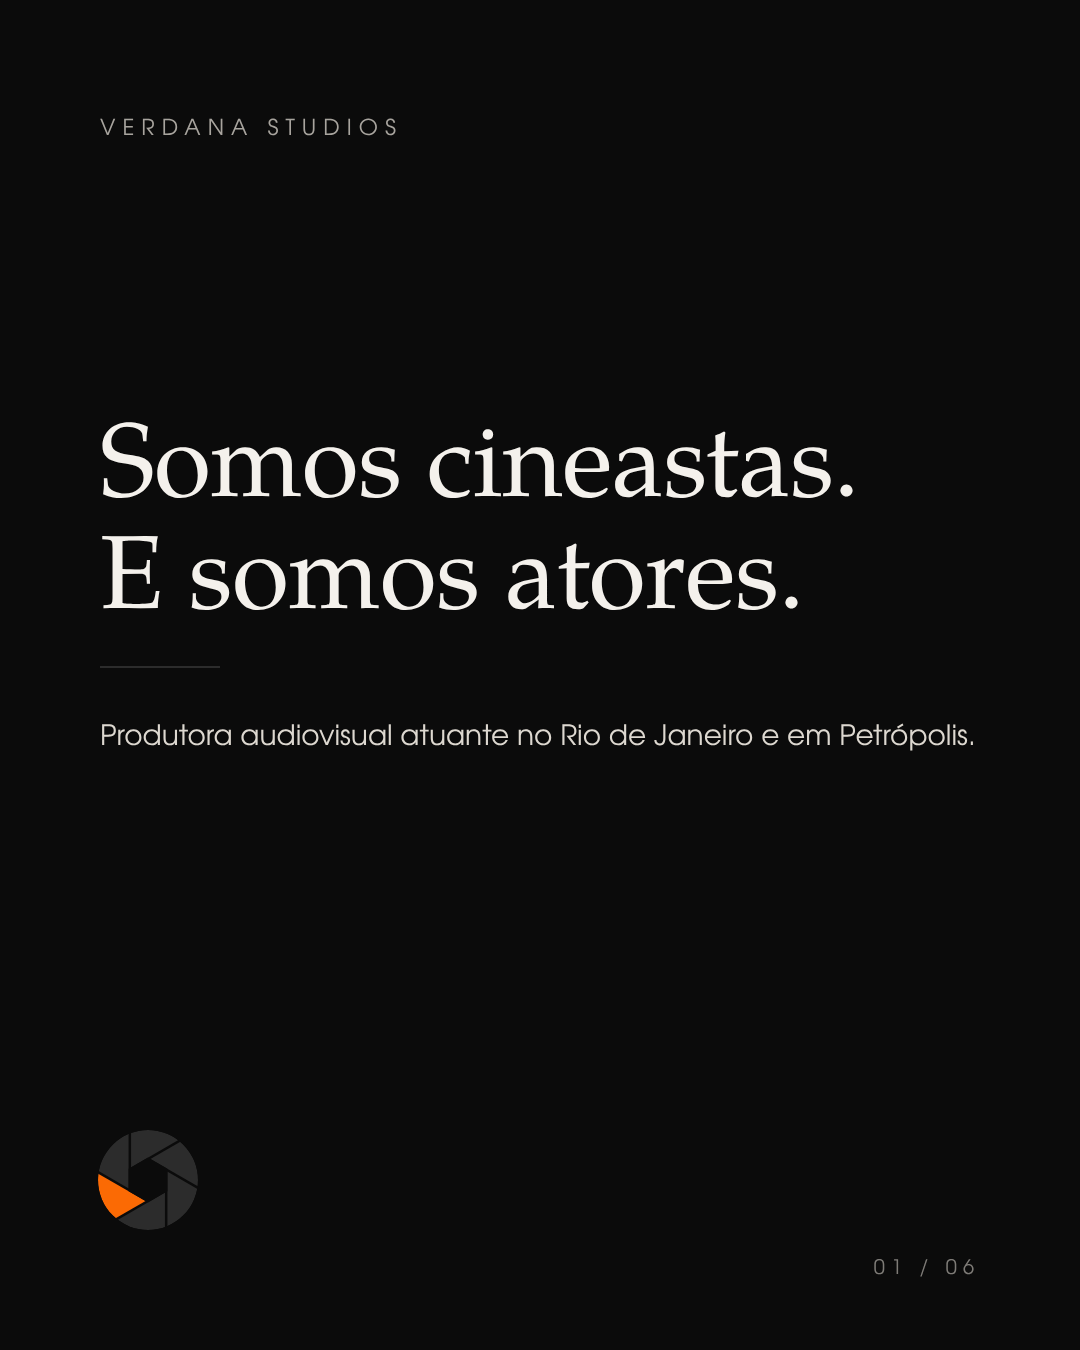 VERDANA STUDIOS
Somos cineastas.
E somos atores.
Produtora audiovisual atuante no Rio de Janeiro e em Petrópolis.
01 / 06